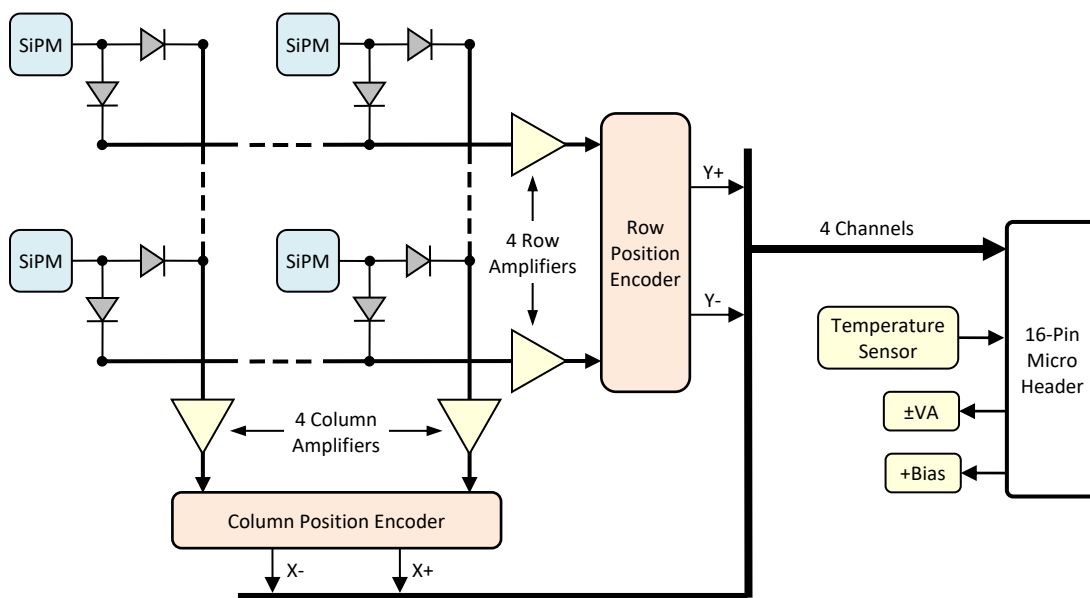 SiPM
SiPM
Y+
4 Row
Amplifiers
Row
Position
Encoder
4 Channels
SiPM
SiPM
Y-
Temperature
Sensor
16-Pin
Micro
Header
4 Column
Amplifiers
±VA
+Bias
Column Position Encoder
X-
X+